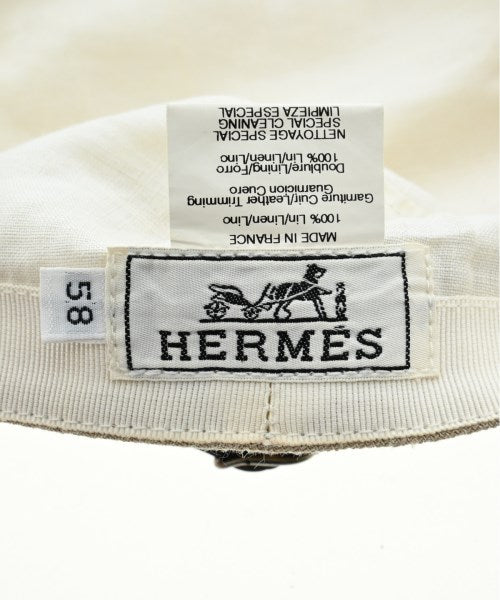 MADE IN FRANCE
100% Lin/Linen/Lino
Garniture Cuir/Leather Trimming
Guarnicion Cuero
Doublure/Lining/Forro
100% Lin/Linen/Lino
NETTOYAGE SPECIAL
SPECIAL CLEANING
LIMPIEZA ESPECIAL
58
HERMÈS